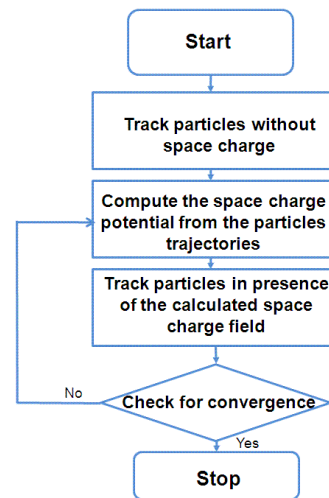 Start
Track particles without
space charge
Compute the space charge
potential from the particles
trajectories
Track particles in presence
of the calculated space
charge field
Check for convergence
No
Yes
Stop